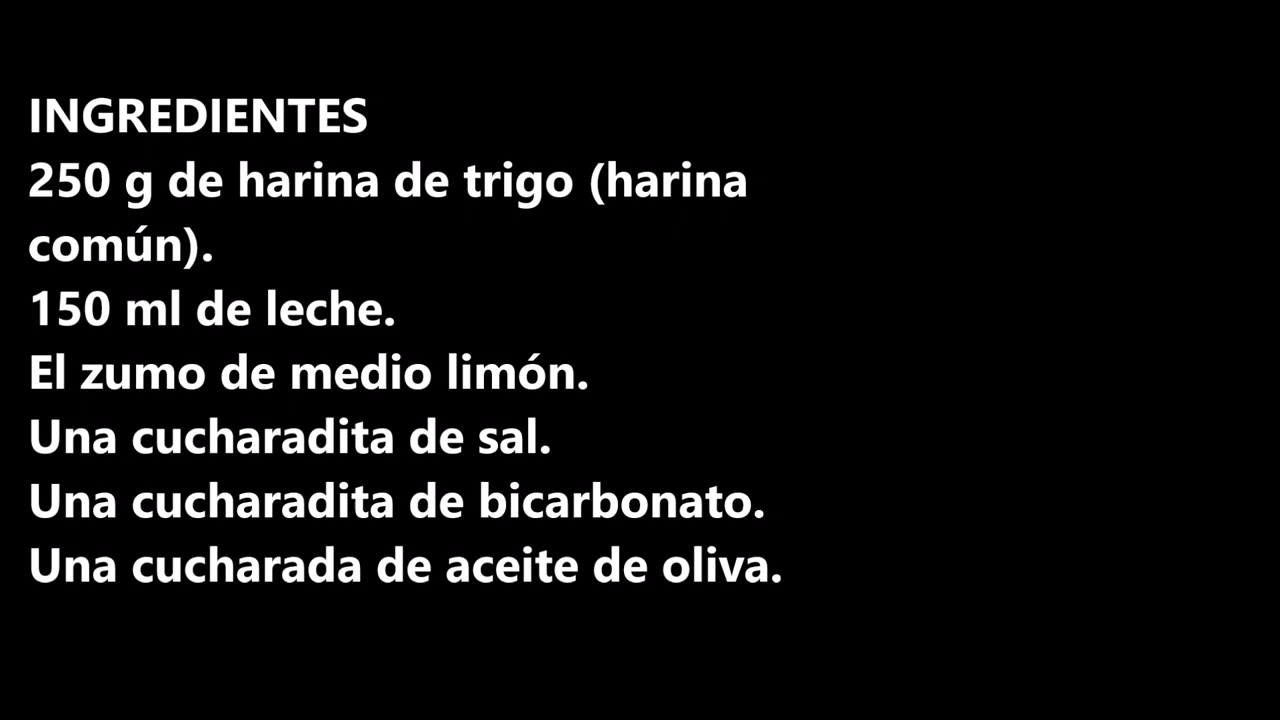 INGREDIENTES
250 g de harina de trigo (harina
común).
150 ml de leche.
El zumo de medio limón.
Una cucharadita de sal.
Una cucharadita de bicarbonato.
Una cucharada de aceite de oliva.